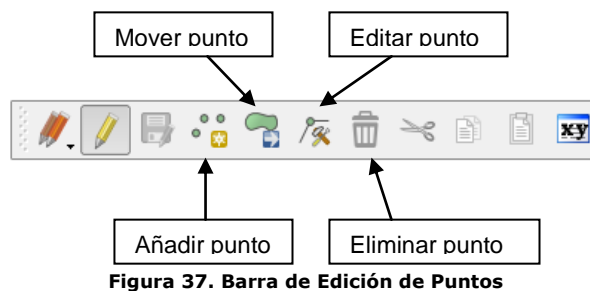 Mover punto
Editar punto
xy
Añadir punto
Eliminar punto
Figura 37. Barra de Edición de Puntos